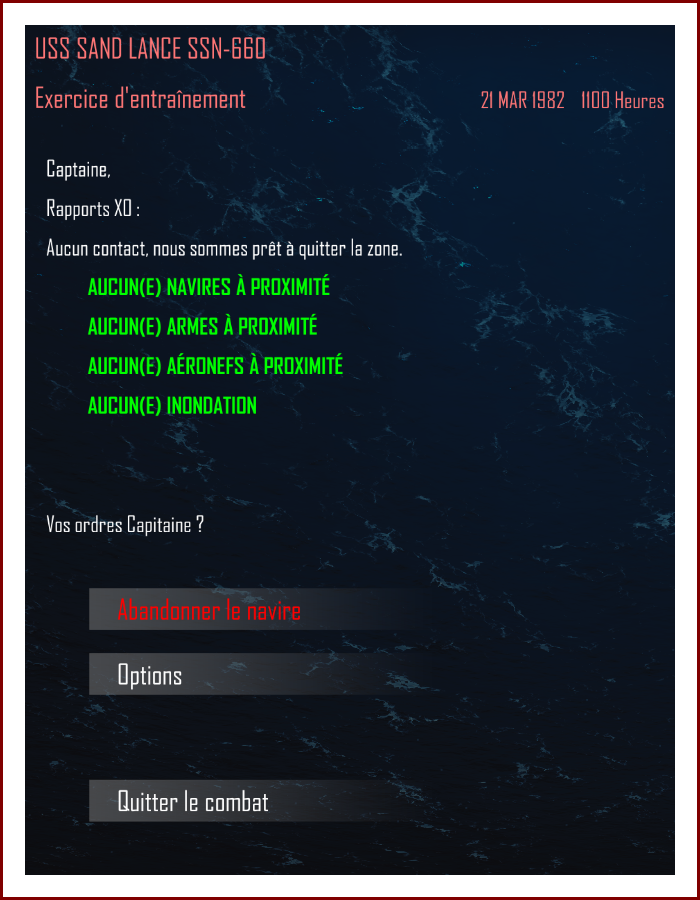 USS SAND LANCE SSN-660
Exercice d'entraînement
21 MAR 1982 1100 Heures
Captaine,
Rapports XO :
Aucun contact, nous sommes prêt à quitter la zone.
AUCUN(E) NAVIRES À PROXIMITÉ
AUCUN(E) ARMES À PROXIMITÉ
AUCUN(E) AÉRONEFS À PROXIMITÉ
AUCUN(E) INONDATION
Vos ordres Capitaine ?
Abandonner le navire
Options
Quitter le combat